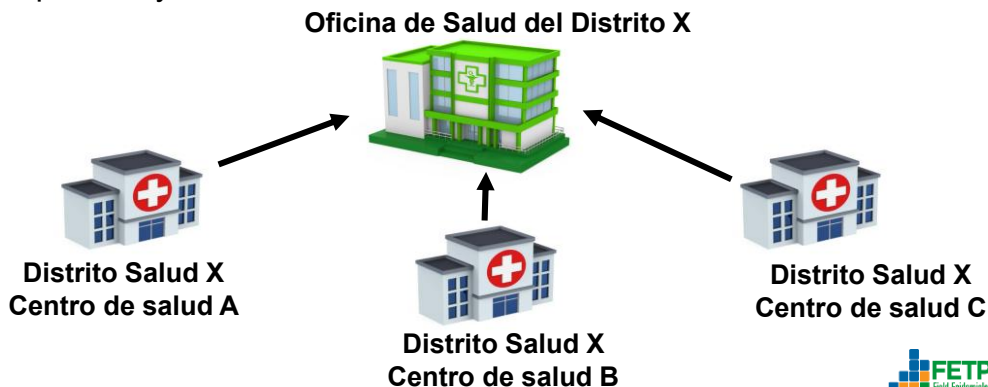 Oficina de Salud del Distrito X
Distrito Salud X
Centro de salud A
Distrito Salud X
Centro de salud B
Distrito Salud X
Centro de salud C
FETP